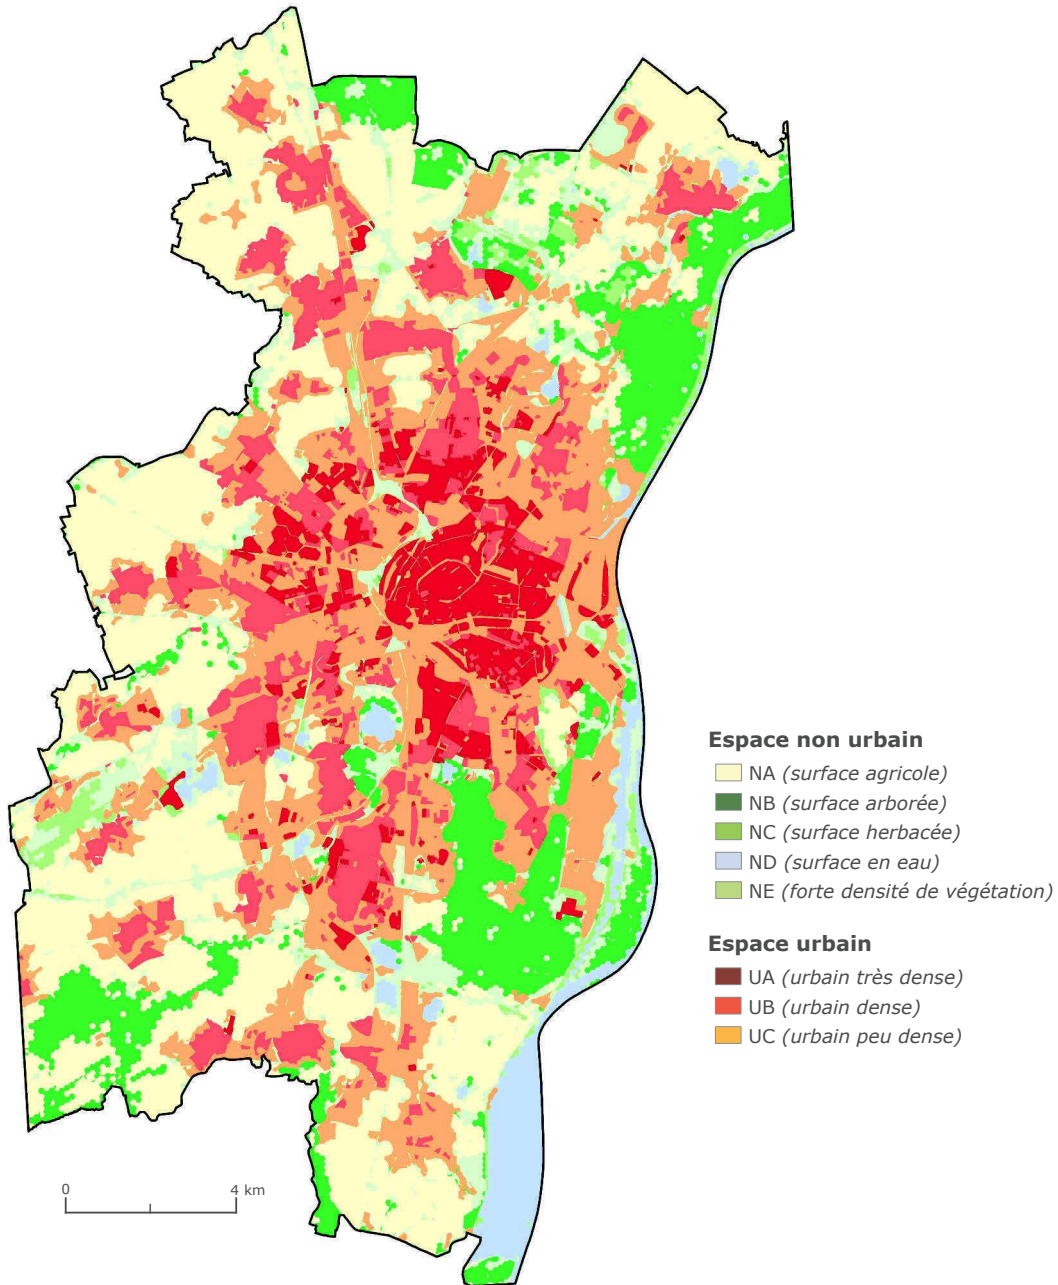 Espace non urbain
NA (surface agricole)
NB (surface arborée)
NC (surface herbacée)
ND (surface en eau)
NE (forte densité de végétation)
Espace urbain
UA (urbain très dense)
UB (urbain dense)
UC (urbain peu dense)
0 4 km